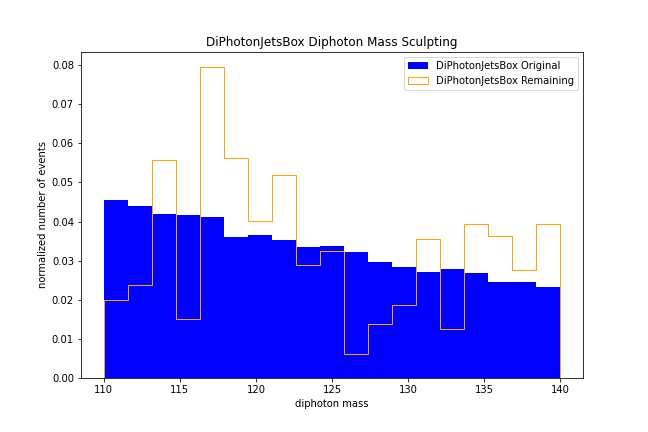 DiPhotonJetsBox Diphoton Mass Sculpting
DiPhotonJetsBox Original
DiPhotonJetsBox Remaining
normalized number of events
0.08
0.07
0.06
0.05
0.04
0.03
0.02
0.01
0.00
110 115 120 125 130 135 140
diphoton mass